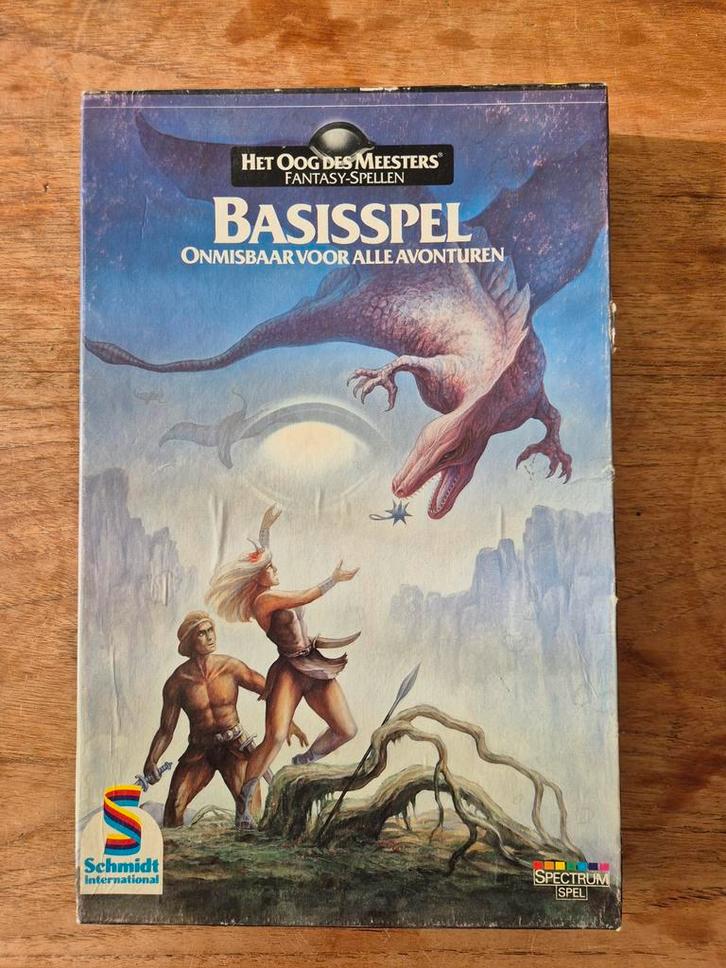 HET OOG DES MEESTERS®
FANTASY-SPELLEN
BASISSPEL
ONMISBAAR VOOR ALLE AVONTUREN
Schmidt
International
SPECTRUM
SPEL